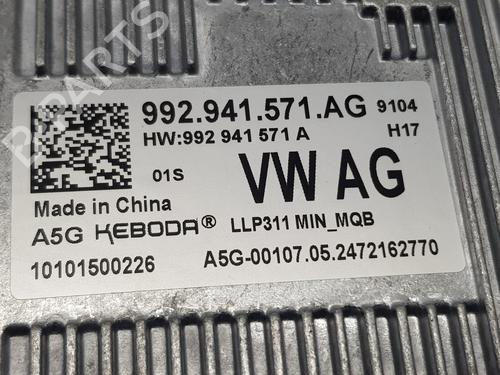 B-PARTS
992.941.571.AG 9104
HW:992 941 571 A H17
01S VW AG
Made in China
A5G KEBODA® LLP311 MIN_MQB
10101500226 A5G-00107.05.2472162770